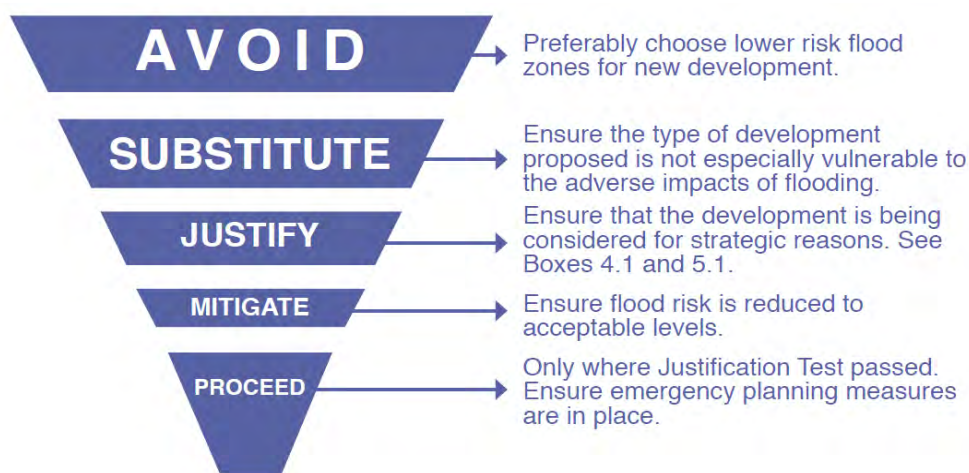 AVOID
Preferably choose lower risk flood
zones for new development.
SUBSTITUTE
Ensure the type of development
proposed is not especially vulnerable to
the adverse impacts of flooding.
JUSTIFY
Ensure that the development is being
considered for strategic reasons. See
Boxes 4.1 and 5.1.
MITIGATE
Ensure flood risk is reduced to
acceptable levels.
PROCEED
Only where Justification Test passed.
Ensure emergency planning measures
are in place.